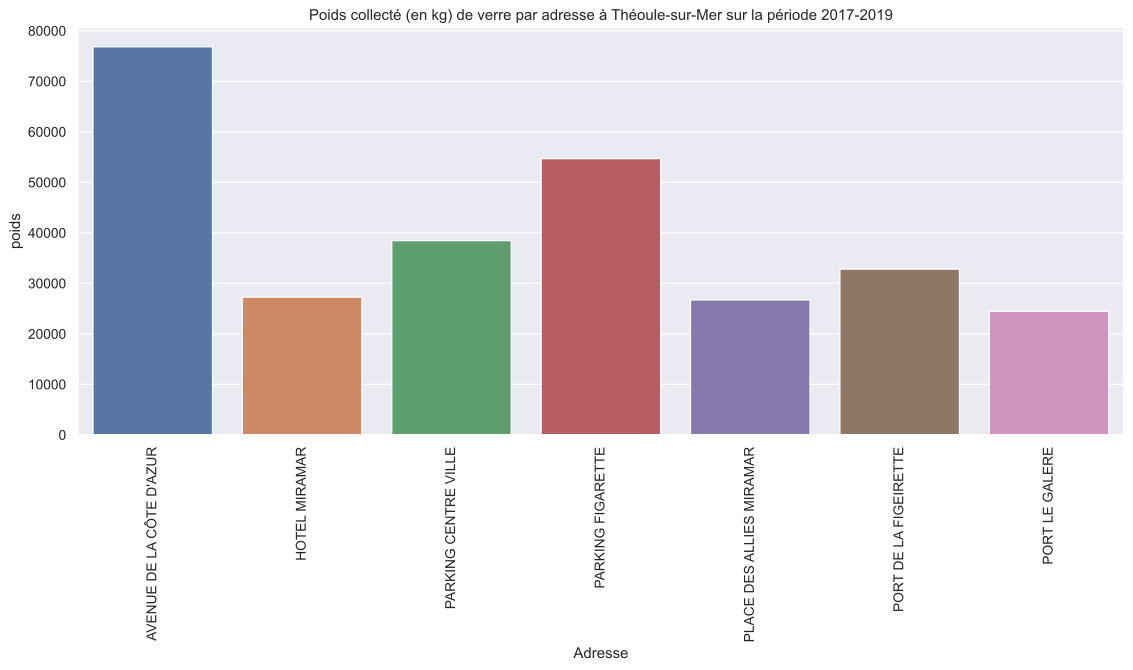 Poids collecté (en kg) de verre par adresse à Théoule-sur-Mer sur la période 2017-2019
80000
70000
60000
50000
40000
30000
20000
10000
0
poids
AVENUE DE LA CÔTE D'AZUR
HOTEL MIRAMAR
PARKING CENTRE VILLE
PARKING FIGARETTE
PLACE DES ALLIES MIRAMAR
PORT DE LA FIGEIRETTE
PORT LE GALERE
Adresse